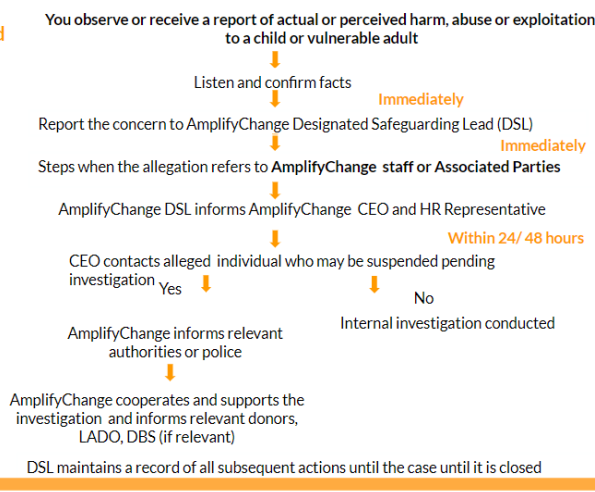 You observe or receive a report of actual or perceived harm, abuse or exploitation
to a child or vulnerable adult
Listen and confirm facts
Immediately
Report the concern to AmplifyChange Designated Safeguarding Lead (DSL)
Immediately
Steps when the allegation refers to AmplifyChange staff or Associated Parties
AmplifyChange DSL informs AmplifyChange CEO and HR Representative
Within 24/ 48 hours
CEO contacts alleged individual who may be suspended pending
investigation
Yes
No
Internal investigation conducted
AmplifyChange informs relevant
authorities or police
AmplifyChange cooperates and supports the
investigation and informs relevant donors,
LADO, DBS (if relevant)
DSL maintains a record of all subsequent actions until the case until it is closed